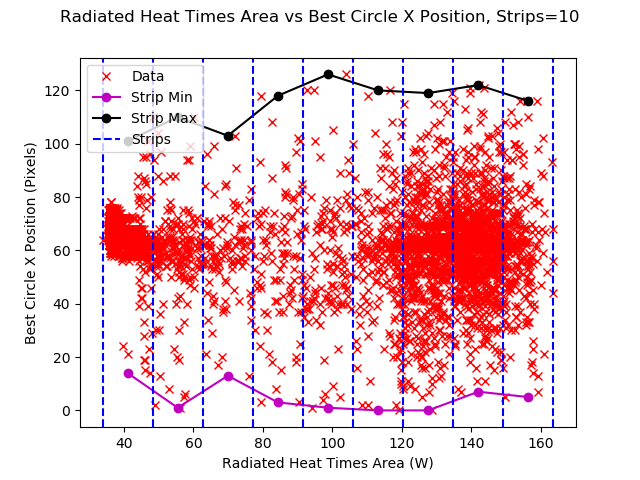 Radiated Heat Times Area vs Best Circle X Position, Strips=10
Data
Strip Min
Strip Max
Strips
Best Circle X Position (Pixels)
120
100
80
60
40
20
0
40 60 80 100 120 140 160
Radiated Heat Times Area (W)